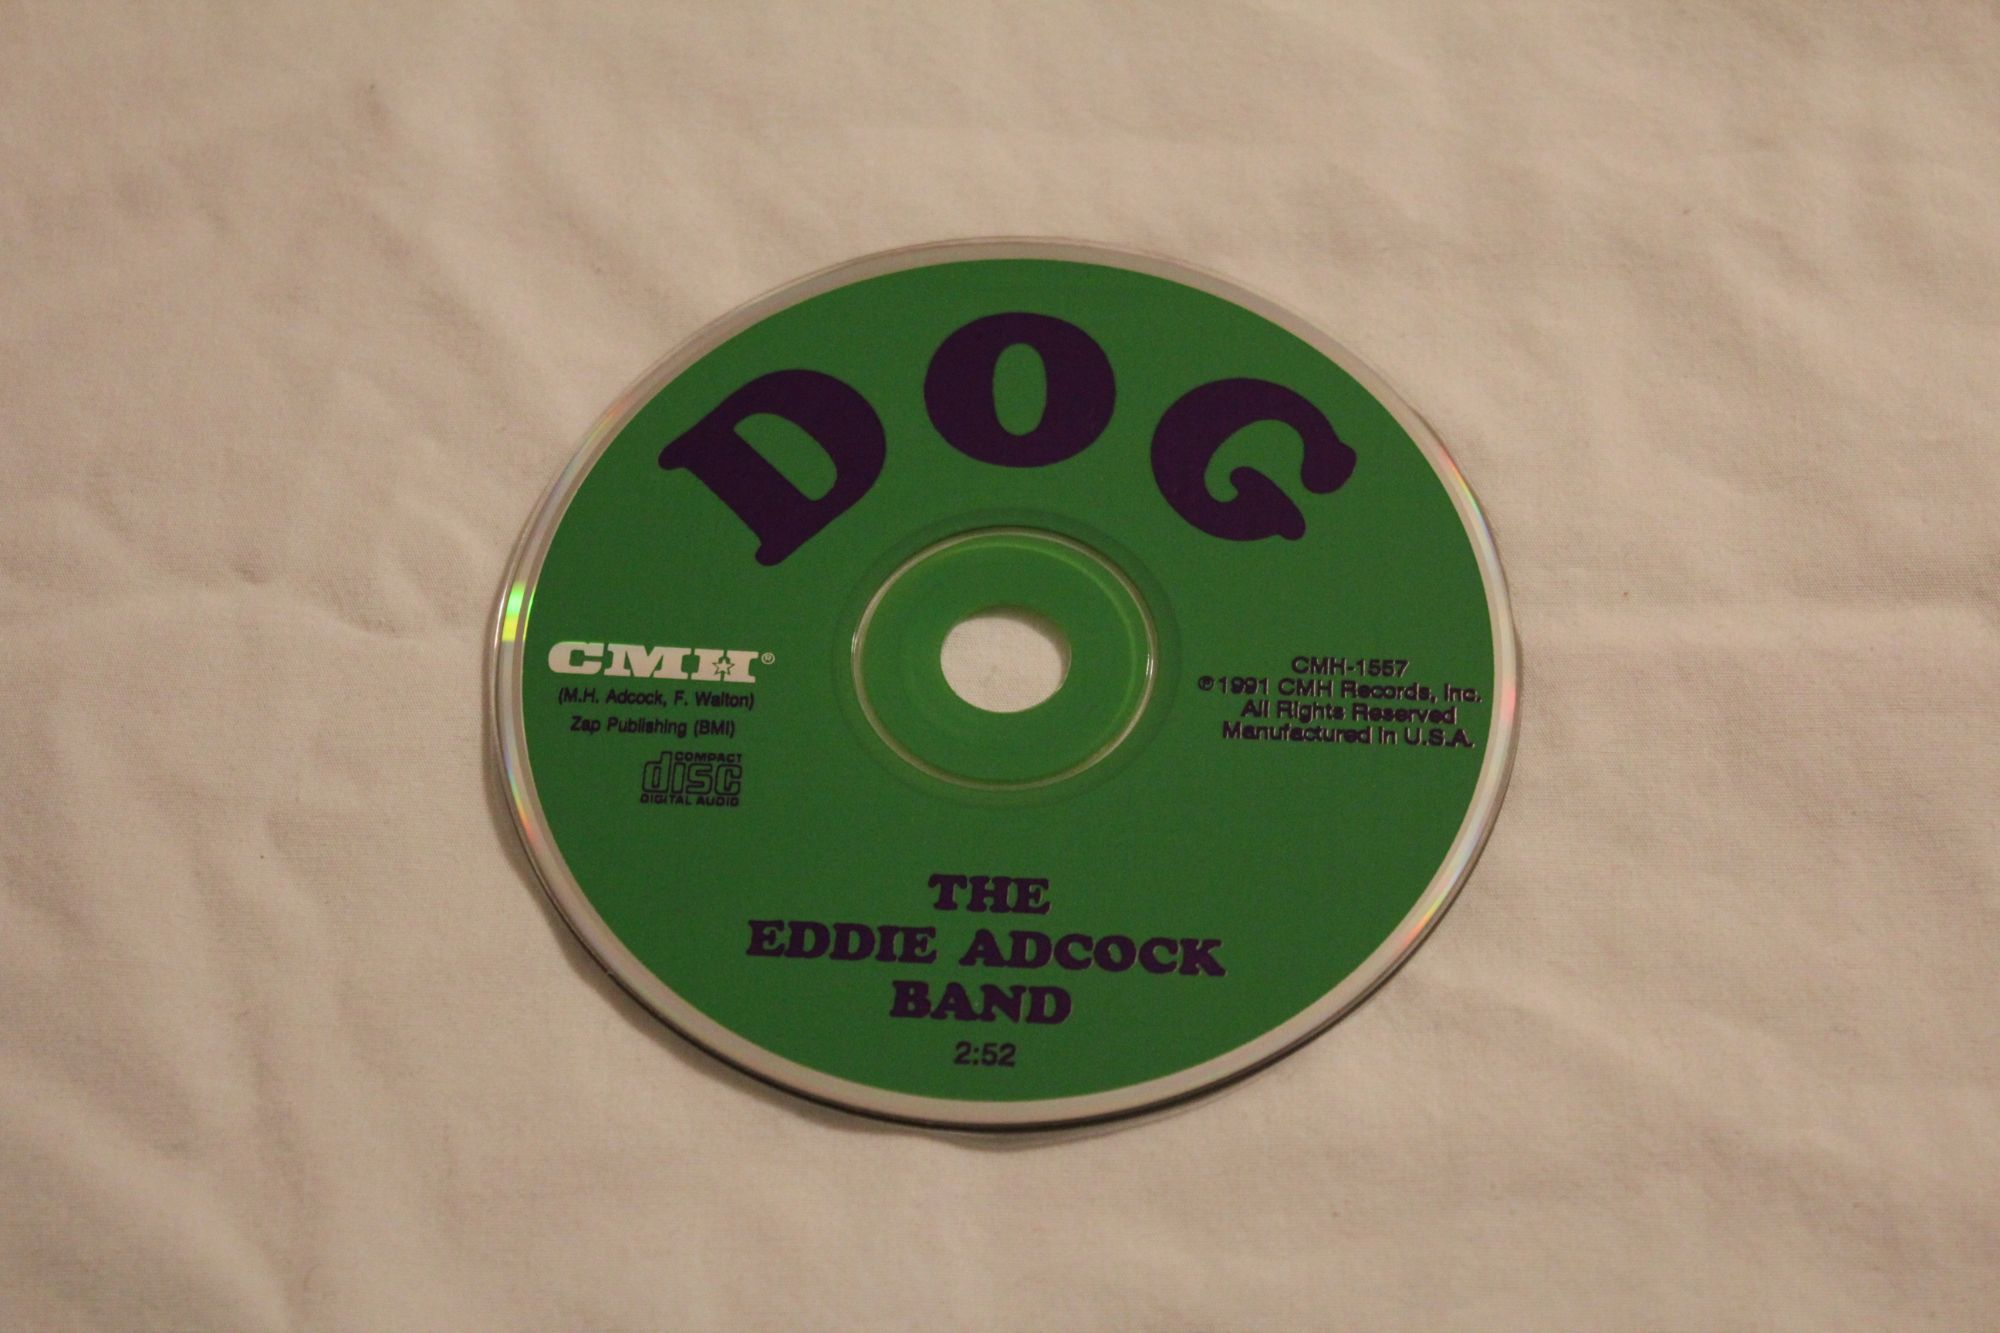 DOG
CMH®
(M.H. Adcock, F. Walton)
Zap Publishing (BMI)
COMPACT
disc
DIGITAL AUDIO
CMH-1557
℗1991 CMH Records, Inc.
All Rights Reserved
Manufactured in U.S.A.
THE
EDDIE ADCOCK
BAND
2:52